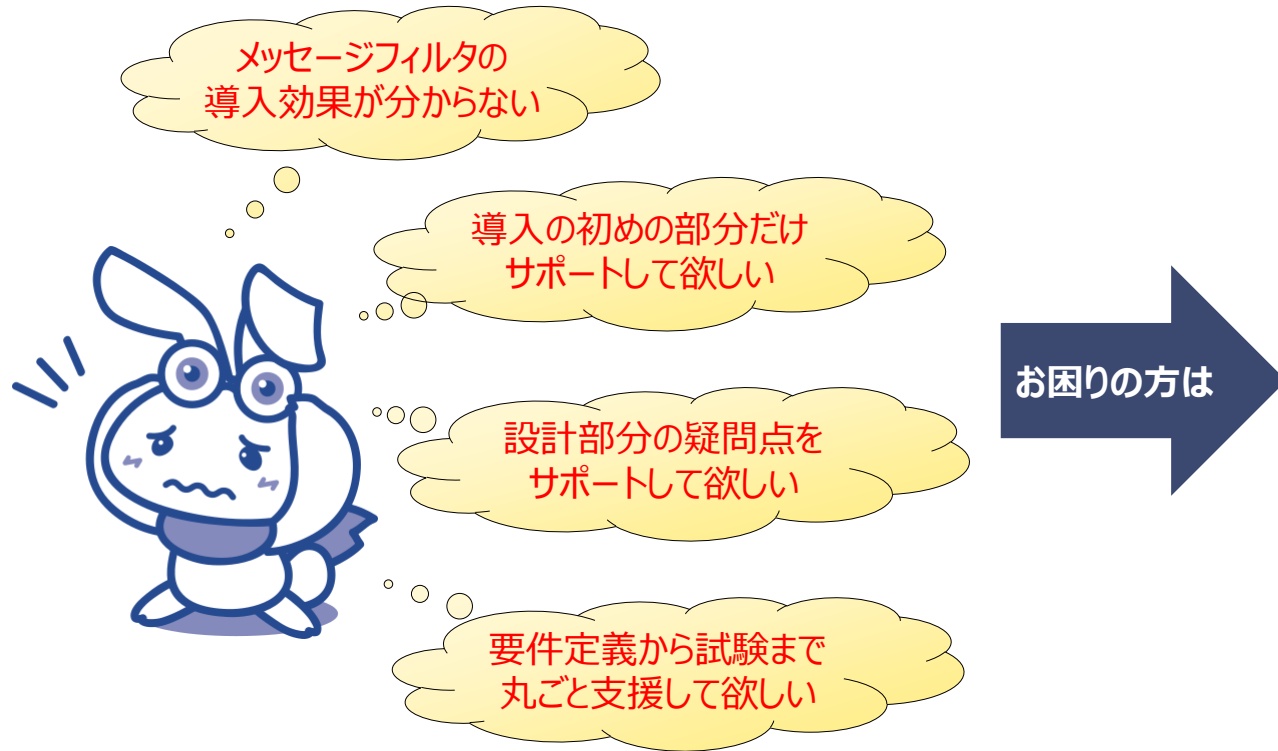 メッセージフィルタの
導入効果が分からない
導入の初めの部分だけ
サポートして欲しい
設計部分の疑問点を
サポートして欲しい
要件定義から試験まで
丸ごと支援して欲しい
お困りの方は